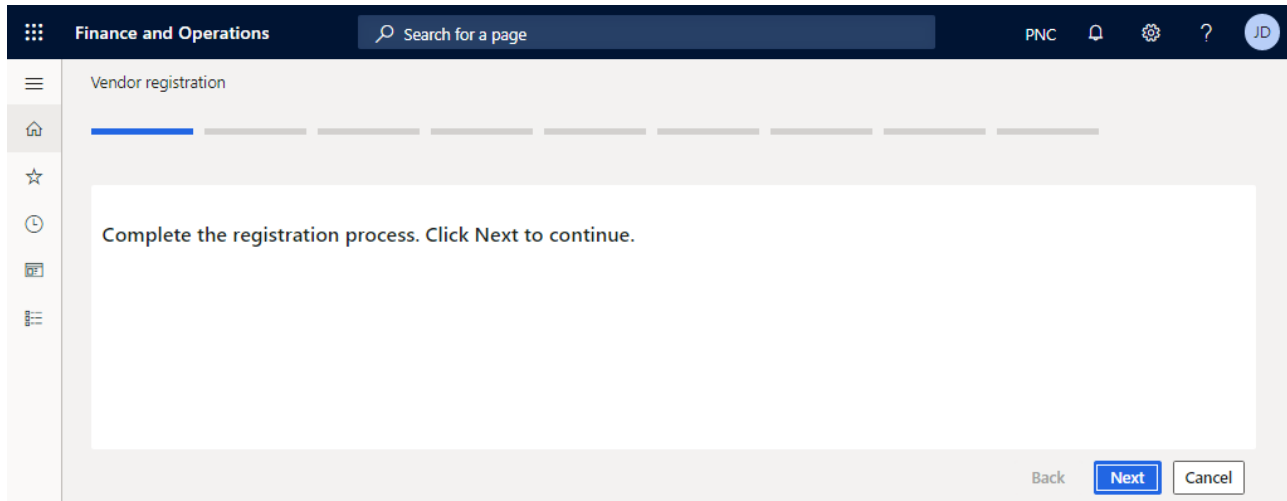 Finance and Operations
Search for a page
PNC
?
JD
Vendor registration
Complete the registration process. Click Next to continue.
Back
Next
Cancel